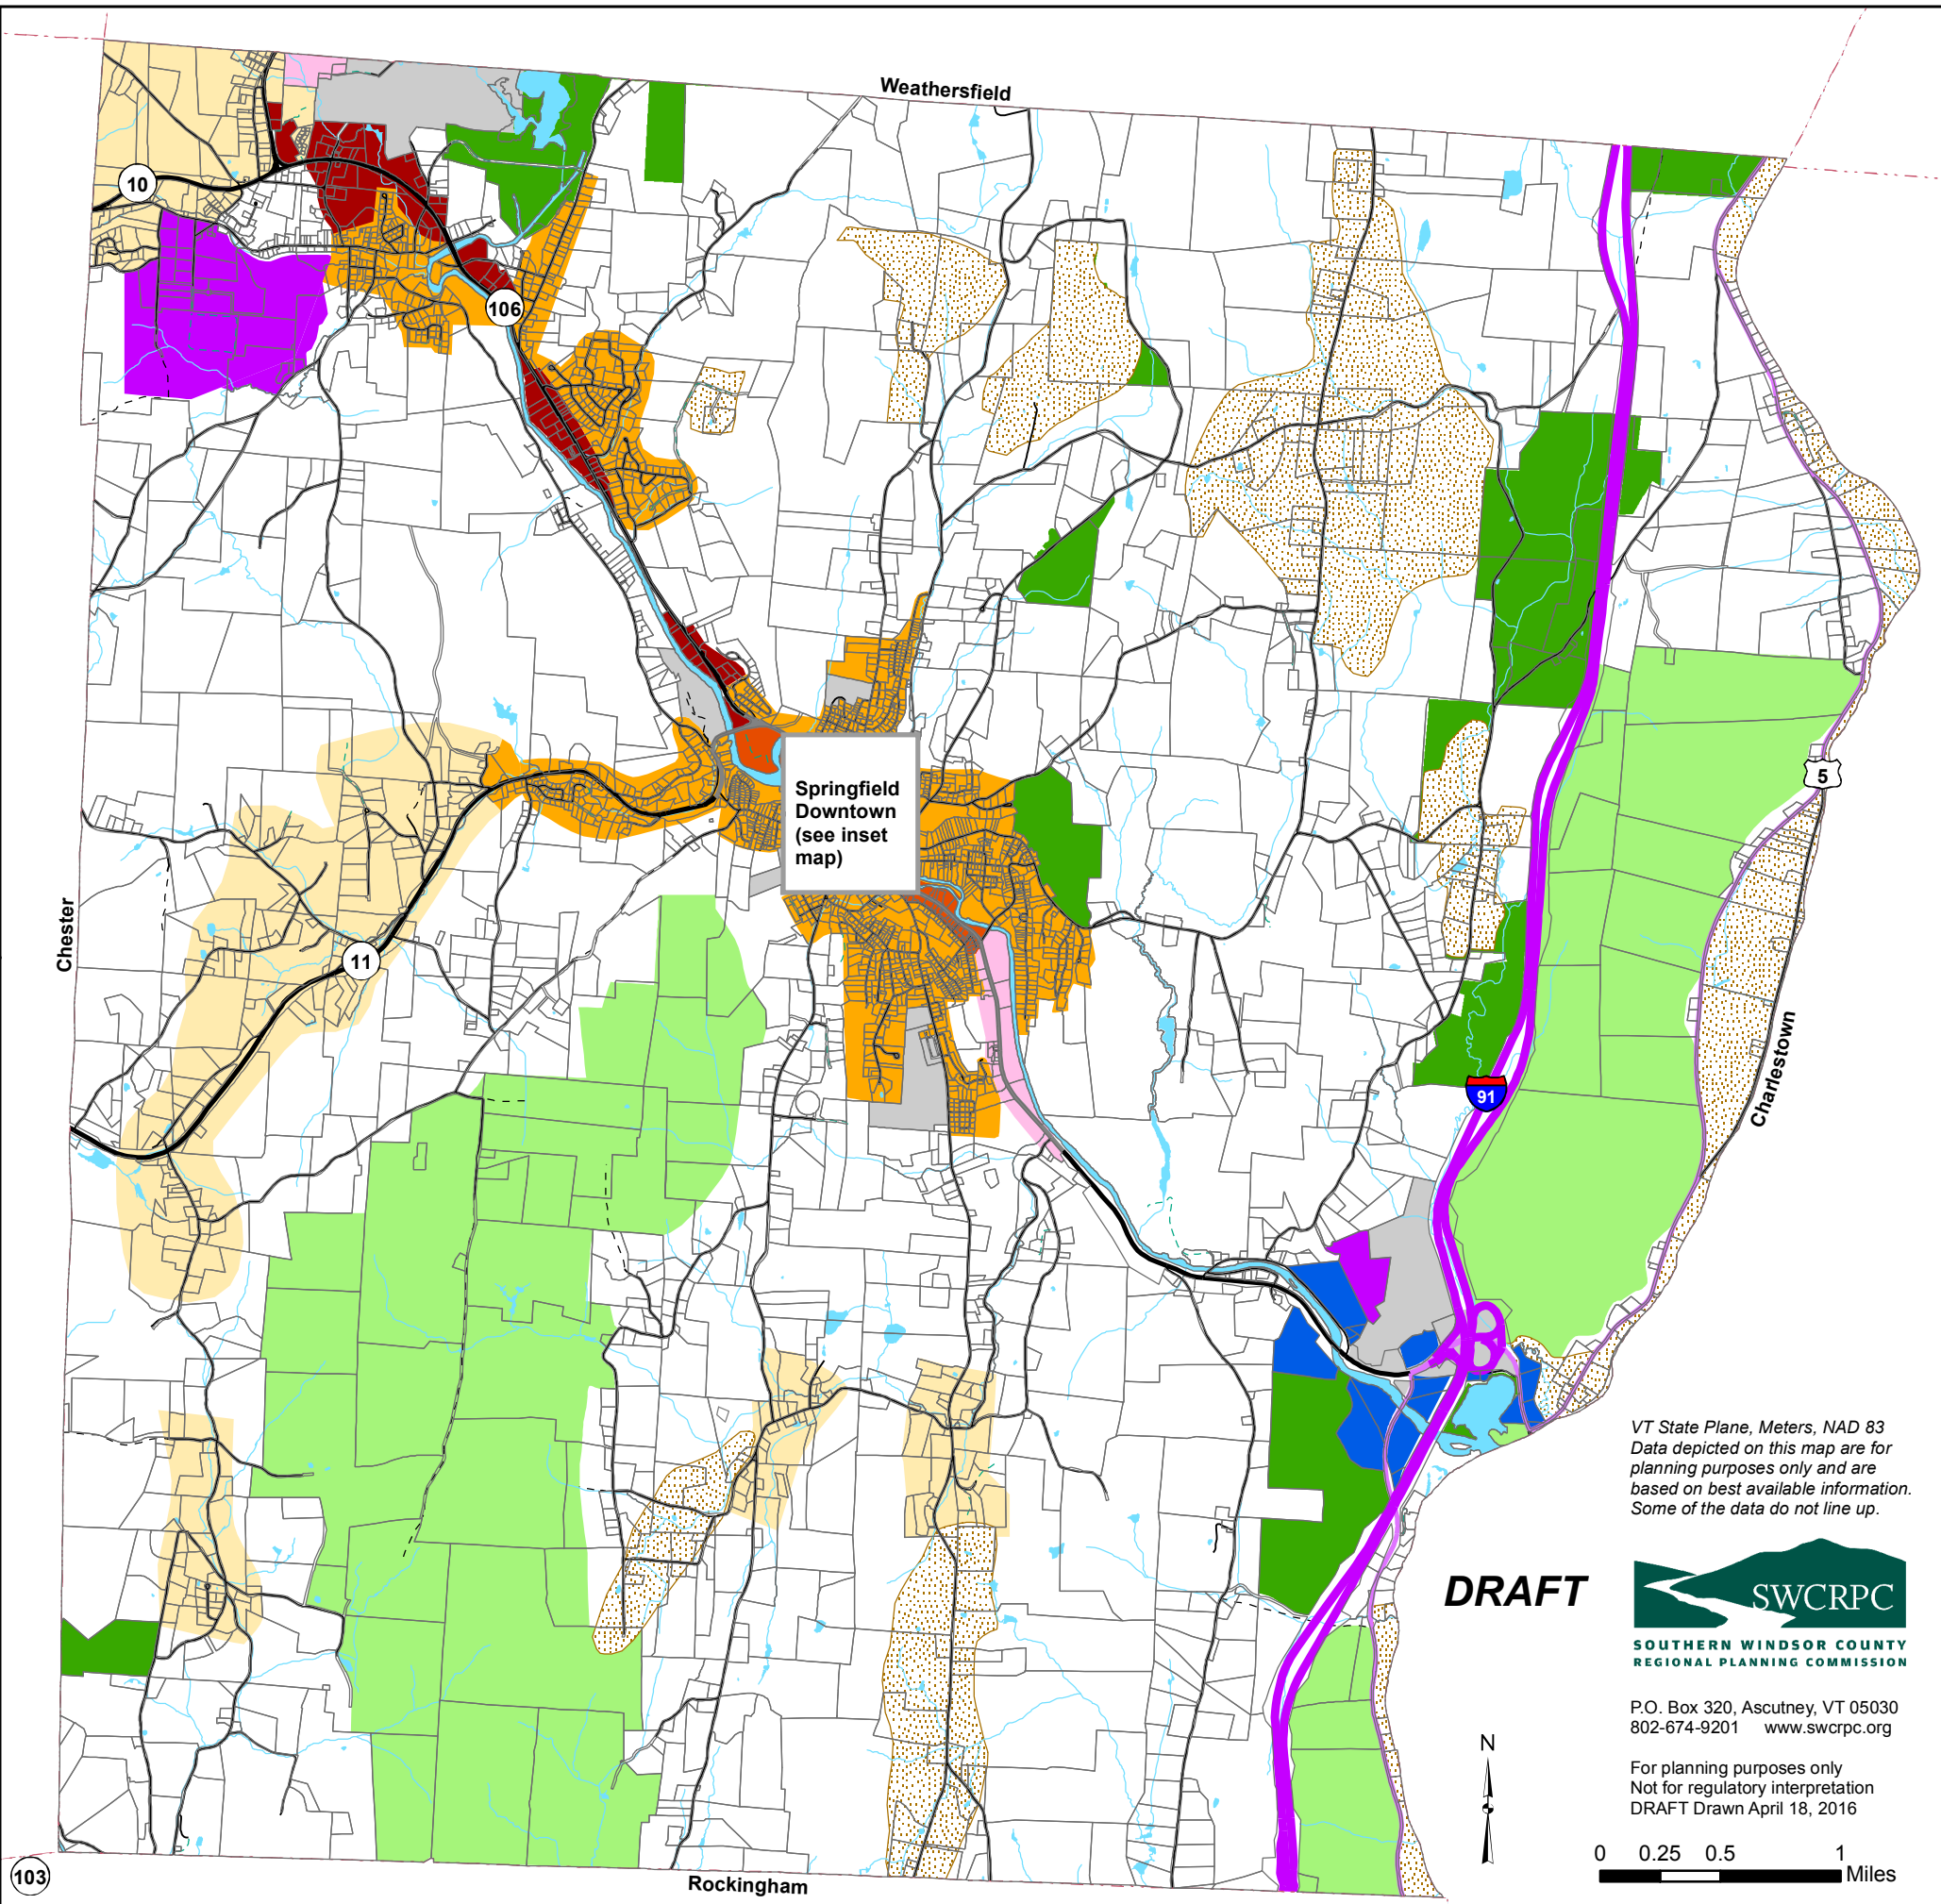 Weathersfield
10
106
Springfield
Downtown
(see inset
map)
5
Chester
11
Charlestown
91
VT State Plane, Meters, NAD 83
Data depicted on this map are for
planning purposes only and are
based on best available information.
Some of the data do not line up.
DRAFT
SWCRPC
SOUTHERN WINDSOR COUNTY
REGIONAL PLANNING COMMISSION
P.O. Box 320, Ascutney, VT 05030
802-674-9201 www.swcrpc.org
N
For planning purposes only
Not for regulatory interpretation
DRAFT Drawn April 18, 2016
0 0.25 0.5 1
Miles
103
Rockingham